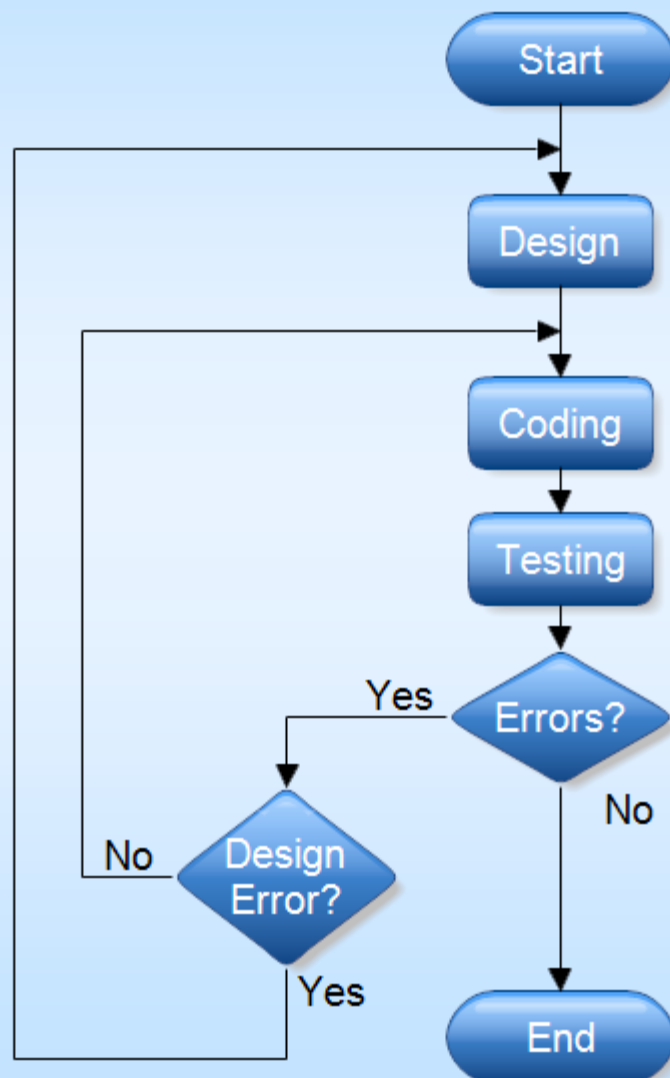 Start
Design
Coding
Testing
Yes
Errors?
No
No
Design
Error?
Yes
End